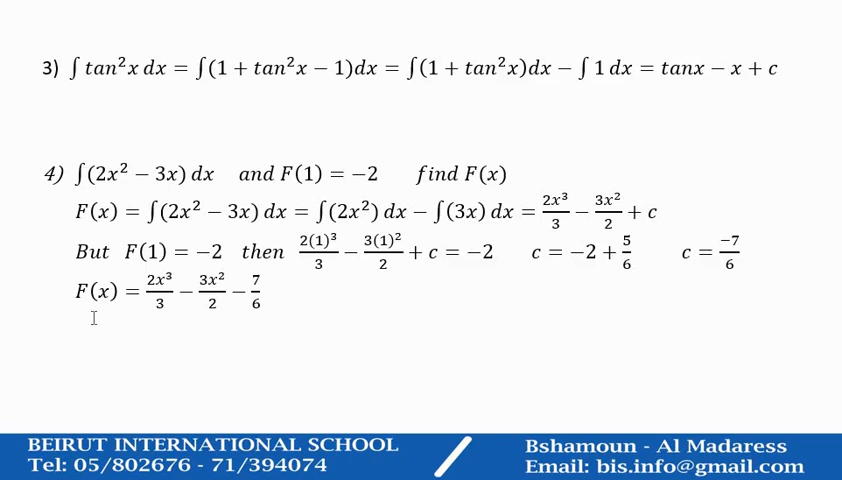 3) ∫ tan²x dx = ∫(1 + tan²x − 1)dx = ∫(1 + tan²x)dx − ∫ 1 dx = tanx − x + c
4) ∫(2x² − 3x) dx and F(1) = −2 find F(x)
F(x) = ∫(2x² − 3x) dx = ∫(2x²) dx − ∫(3x) dx = 2x³/3 − 3x²/2 + c
But F(1) = −2 then 2(1)³/3 − 3(1)²/2 + c = −2 c = −2 + 5/6 c = −7/6
F(x) = 2x³/3 − 3x²/2 − 7/6
BEIRUT INTERNATIONAL SCHOOL
Tel: 05/802676 - 71/394074
Bshamoun - Al Madaress
Email: bis.info@gmail.com